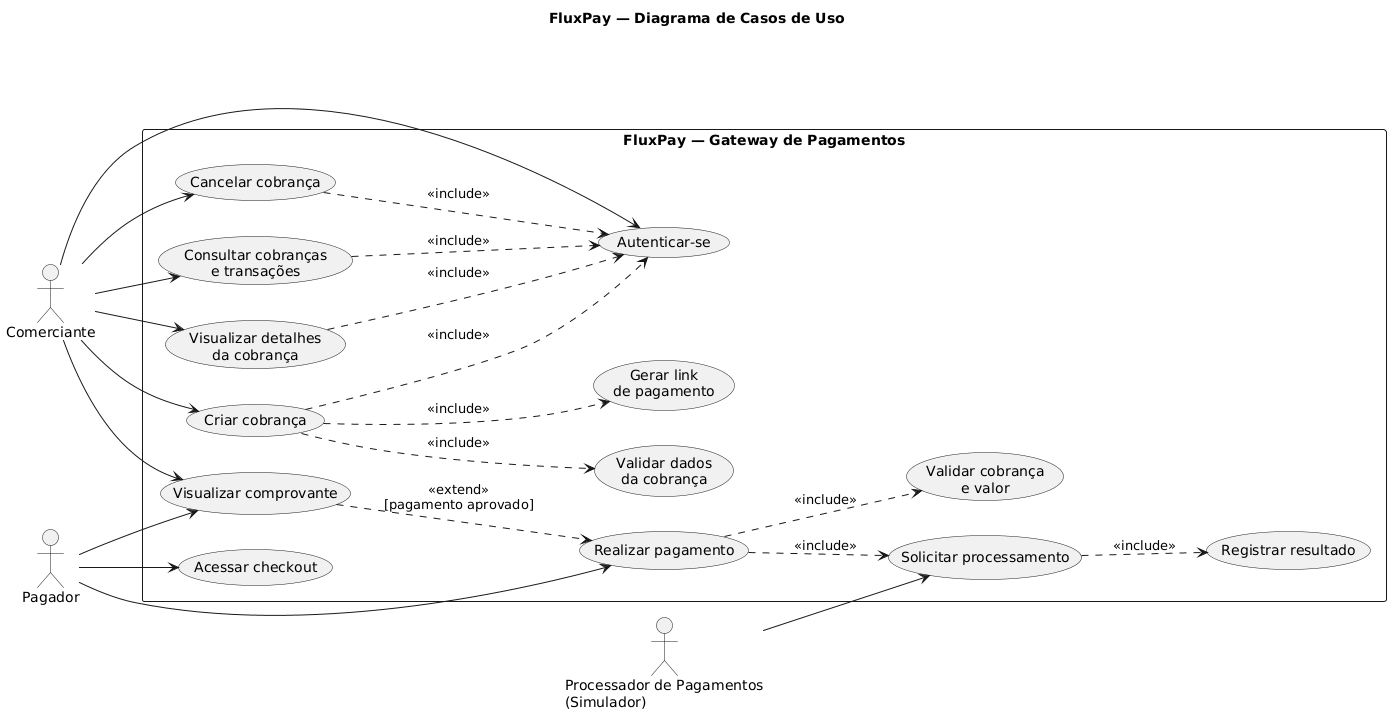 FluxPay — Diagrama de Casos de Uso
FluxPay — Gateway de Pagamentos
Cancelar cobrança
«include»
Autenticar-se
Consultar cobranças
e transações
«include»
«include»
Comerciante
Visualizar detalhes
da cobrança
«include»
Gerar link
de pagamento
Criar cobrança
«include»
«include»
Validar dados
da cobrança
Validar cobrança
e valor
Visualizar comprovante
«extend»
[pagamento aprovado]
«include»
Realizar pagamento
«include»
Solicitar processamento
«include»
Registrar resultado
Acessar checkout
Pagador
Processador de Pagamentos
(Simulador)